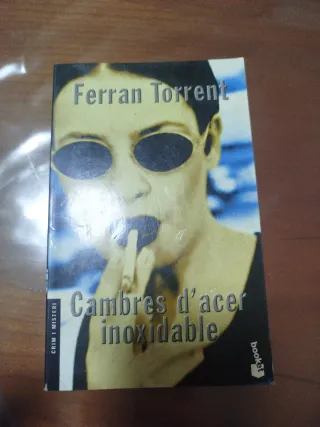 Ferran Torrent
Cambres d'acer
inoxidable
CRIM I MISTERI
booket